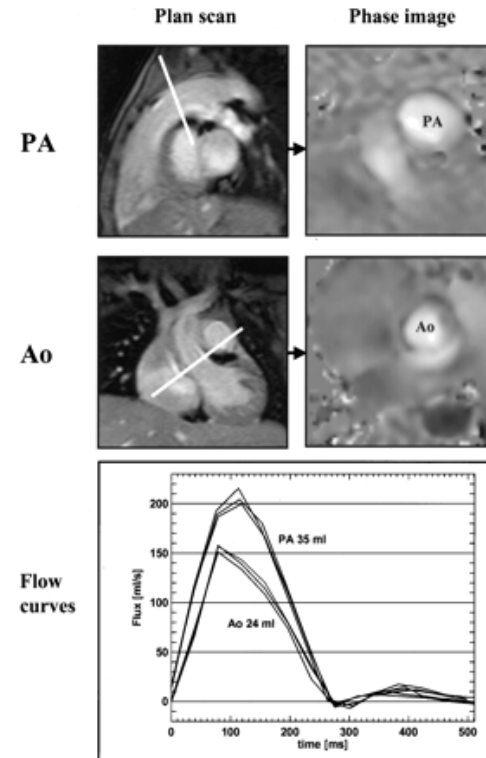 Plan scan Phase image
PA
PA
Ao
Ao
Flow
curves
Flux [ml/s]
200
150
100
50
0
PA 35 ml
Ao 24 ml
0 100 200 300 400 500
time [ms]